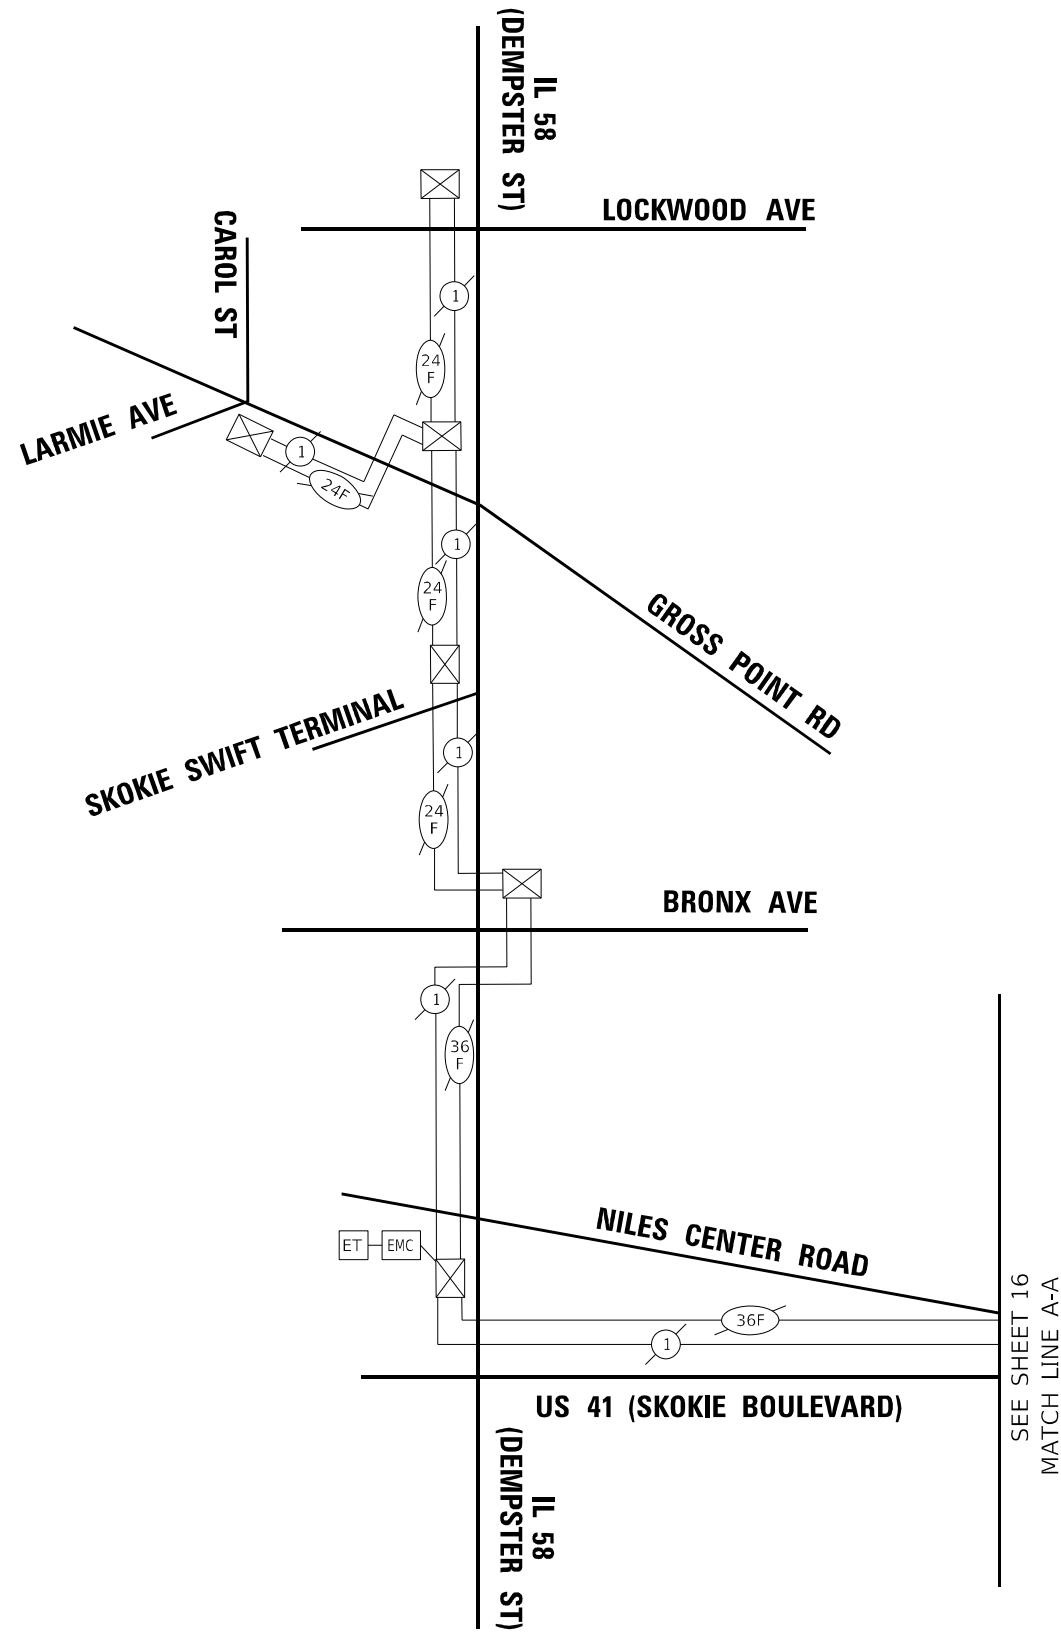 IL 58
(DEMPSTER ST)
LOCKWOOD AVE
CAROL ST
1
24
F
LARMIE AVE
1
24F
1
24
F
GROSS POINT RD
SKOKIE SWIFT TERMINAL
1
24
F
BRONX AVE
1
36
F
NILES CENTER ROAD
ET
EMC
36F
1
SEE SHEET 16
MATCH LINE A-A
US 41 (SKOKIE BOULEVARD)
IL 58
(DEMPSTER ST)